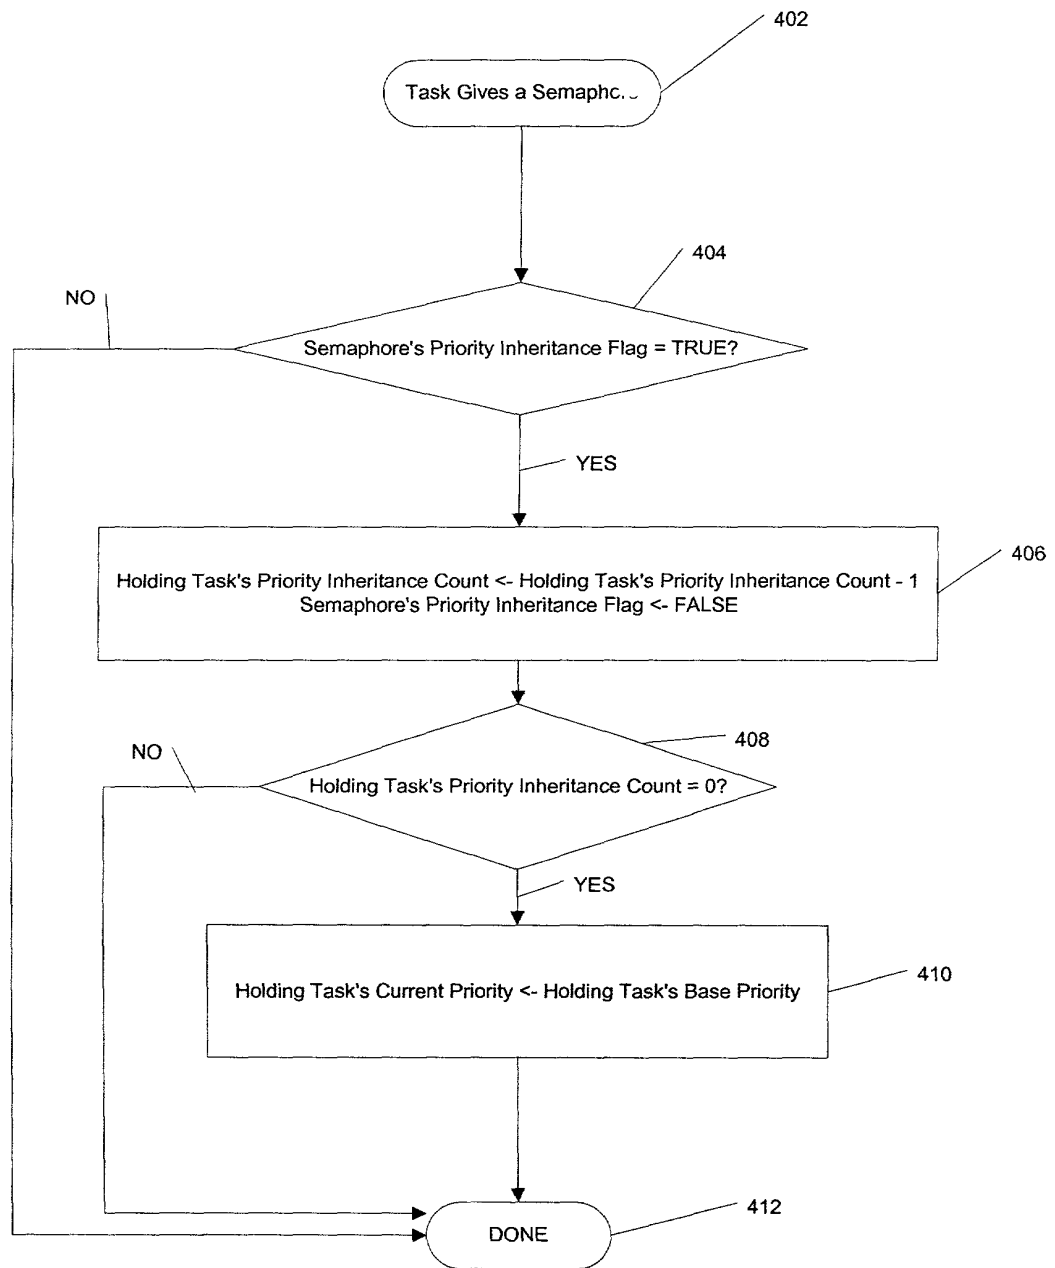 402
Task Gives a
404
NO
Semaphore's Priority Inheritance Flag = TRUE?
YES
406
Holding Task's Priority Inheritance Count <- Holding Task's Priority Inheritance Count - 1
Semaphore's Priority Inheritance Flag <- FALSE
408
NO
Holding Task's Priority Inheritance Count = 0?
YES
410
Holding Task's Current Priority <- Holding Task's Base Priority
412
DONE